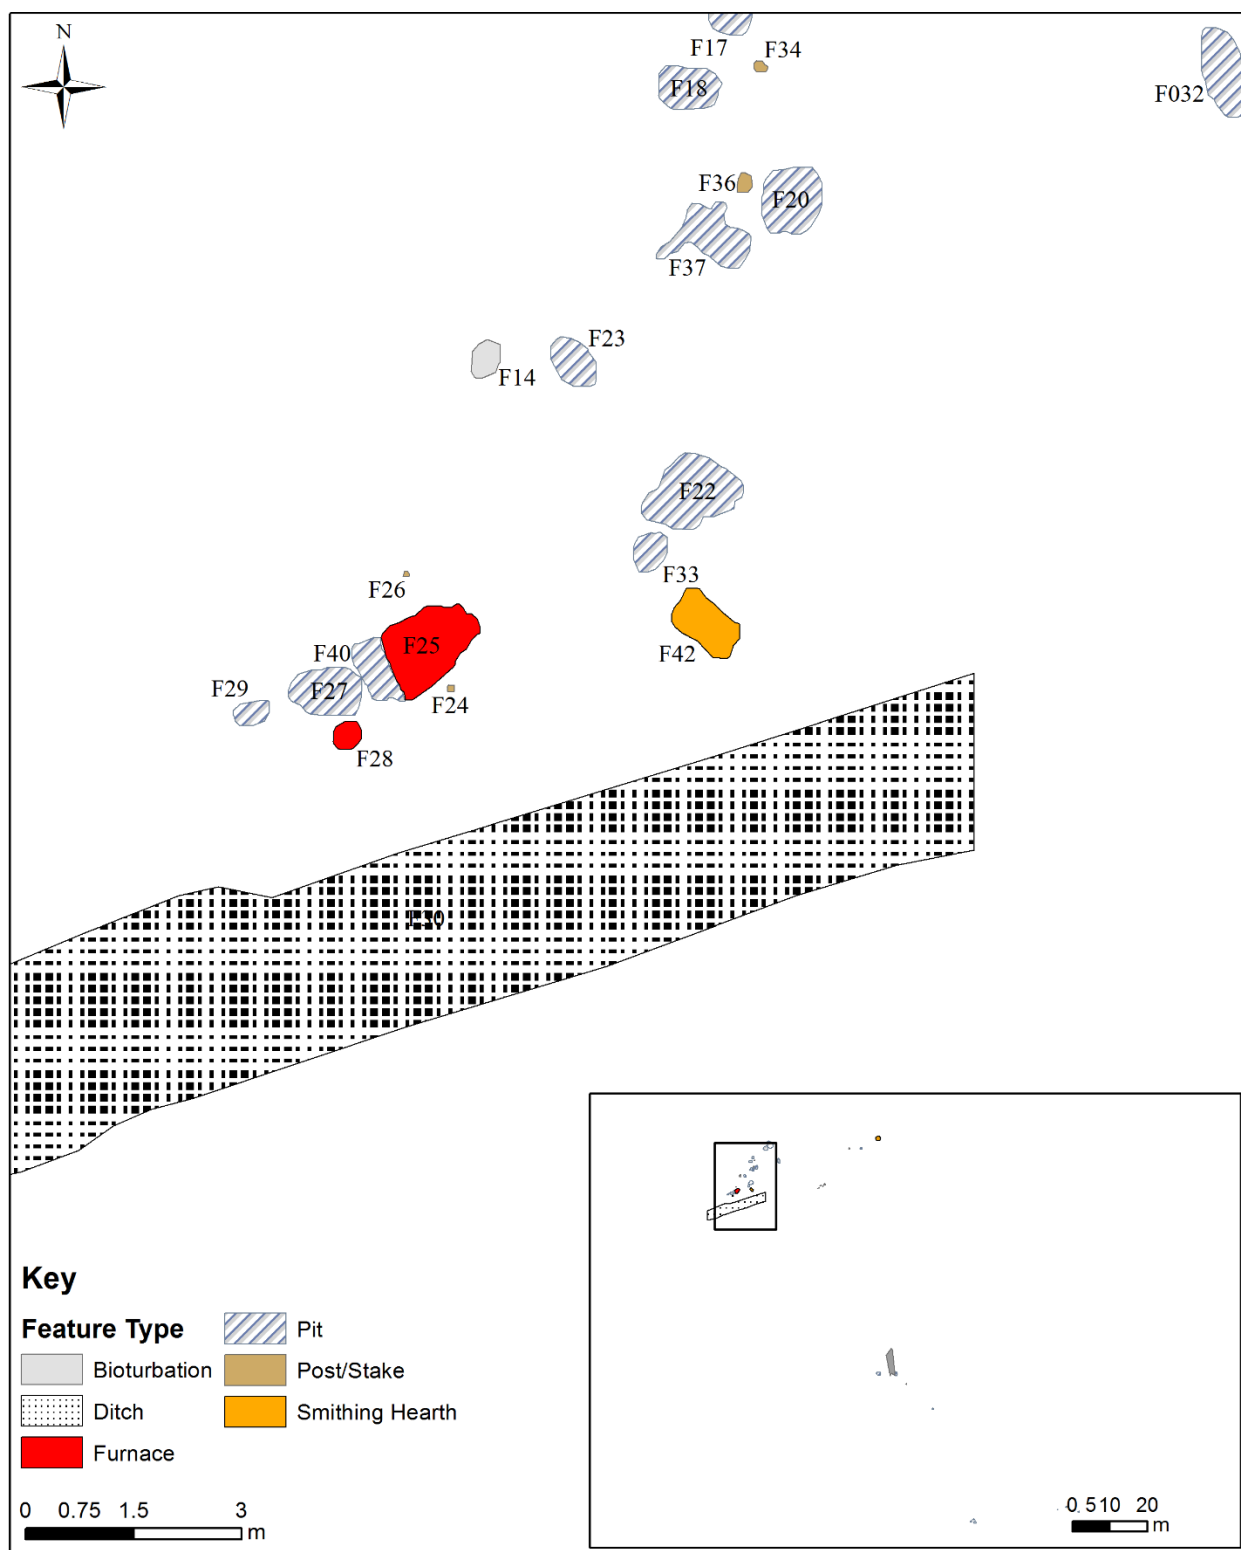 N
F17
F34
F18
F032
F36
F20
F37
F23
F14
F22
F33
F26
F42
F40
F25
F29
F27
F24
F28
F30
Key
Feature Type
Pit
Bioturbation
Post/Stake
Ditch
Smithing Hearth
Furnace
0 0.75 1.5 3
m
0 510 20
m